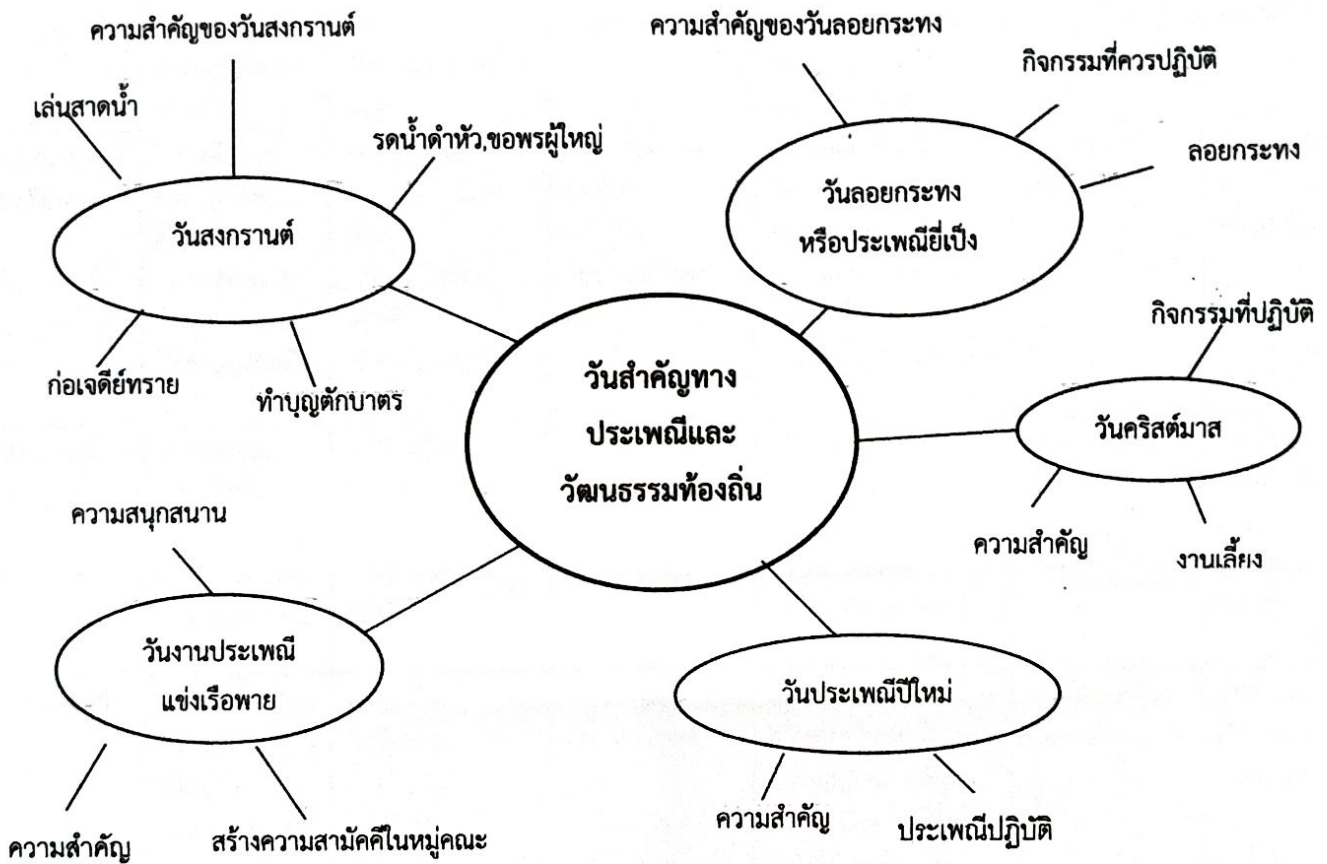 ความสำคัญของวันสงกรานต์
เล่นสาดน้ำ
รดน้ำดำหัว,ขอพรผู้ใหญ่
วันสงกรานต์
ก่อเจดีย์ทราย
ทำบุญตักบาตร
ความสำคัญของวันลอยกระทง
กิจกรรมที่ควรปฏิบัติ
ลอยกระทง
วันลอยกระทง
หรือประเพณียี่เป็ง
วันสำคัญทาง
ประเพณีและ
วัฒนธรรมท้องถิ่น
กิจกรรมที่ปฏิบัติ
วันคริสต์มาส
ความสำคัญ
งานเลี้ยง
ความสนุกสนาน
วันงานประเพณี
แข่งเรือพาย
ความสำคัญ
สร้างความสามัคคีในหมู่คณะ
วันประเพณีปีใหม่
ความสำคัญ
ประเพณีปฏิบัติ